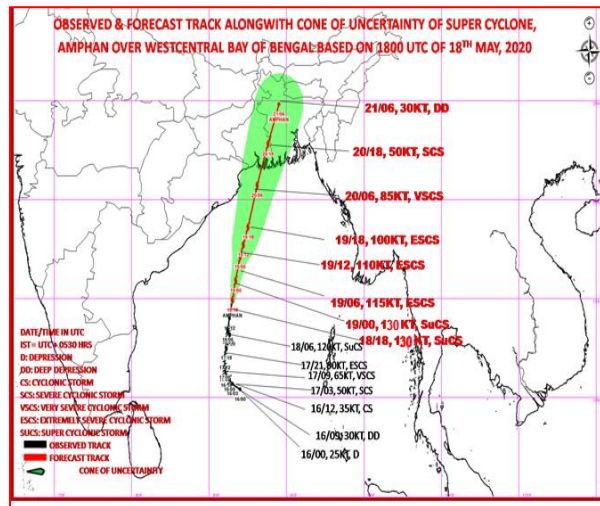 OBSERVED & FORECAST TRACK ALONGWITH CONE OF UNCERTAINTY OF SUPER CYCLONE,
AMPHAN OVER WESTCENTRAL BAY OF BENGAL BASED ON 1800 UTC OF 18TH MAY, 2020
21/06, 30KT, DD
AMPHAN
20/18, 50KT, SCS
20/06, 85KT, VSCS
19/18, 100KT, ESCS
19/12, 110KT, ESCS
19/06, 115KT, ESCS
19/00, 130 KT, SuCS
18/18, 130 KT, SuCS
AMPHAN
18/06, 120KT, SuCS
17/21, 90KT, ESCS
17/09, 65KT, VSCS
17/03, 50KT, SCS
16/12, 35KT, CS
16/09, 30KT, DD
16/00, 25KT, D
DATE/TIME IN UTC
IST= UTC + 0530 HRS
D: DEPRESSION
DD: DEEP DEPRESSION
CS: CYCLONIC STORM
SCS: SEVERE CYCLONIC STORM
VSCS: VERY SEVERE CYCLONIC STORM
ESCS: EXTREMELY SEVERE CYCLONIC STORM
SUCS: SUPER CYCLONIC STORM
OBSERVED TRACK
FORECAST TRACK
CONE OF UNCERTAINITY